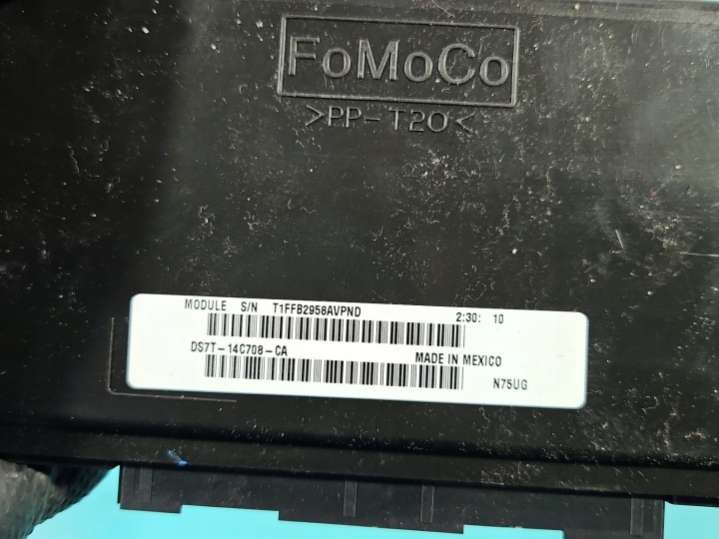 FoMoCo
>PP-T20<
MODULE S/N T1FFB2958AVPND 2:30: 10
DS7T-14C708-CA MADE IN MEXICO
N75UG